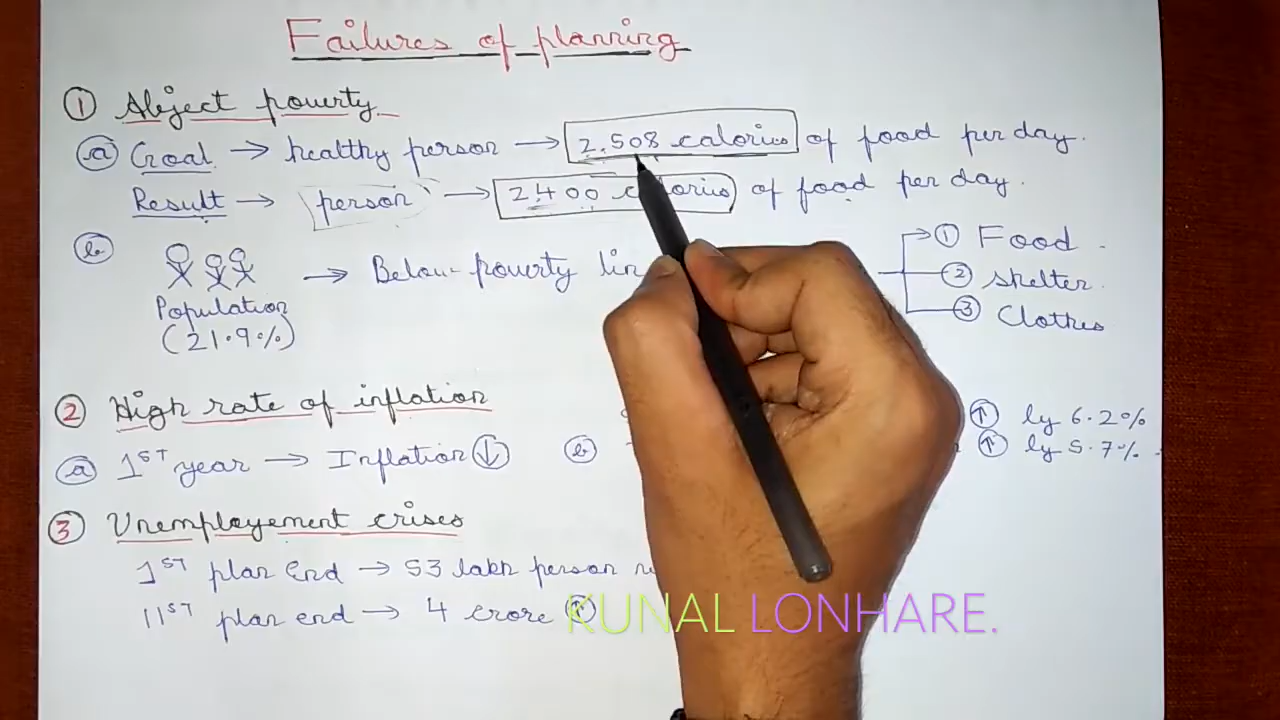 Failures of planning
① Abject poverty
ⓐ Goal → healthy person → 2.508 calories of food per day.
Result → person → 2.400 calories of food per day.
ⓑ Population (21.9%) → Below poverty lin
① Food
② shelter
③ Clothes
② High rate of inflation
ⓐ 1ST year → Inflation ↓ ⓑ
↑ by 6.2%
↑ by 5.7%
③ Unemployement crises
1ST plan End → 53 lakh person
11ST plan end → 4 crore ↑
KUNAL LONHARE.